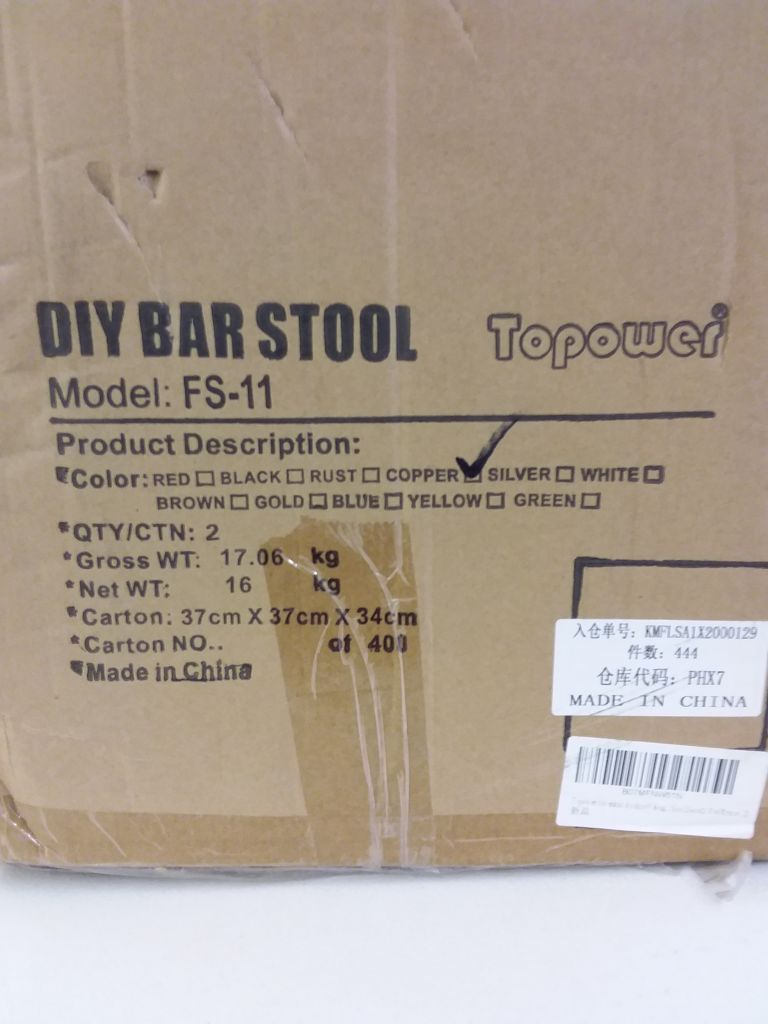 DIY BAR STOOL
Topower®
Model: FS-11
Product Description:
*Color: RED □ BLACK □ RUST □ COPPER ☑ SILVER □ WHITE □
BROWN □ GOLD □ BLUE □ YELLOW □ GREEN □
*QTY/CTN: 2
*Gross WT: 17.06 kg
*Net WT: 16 kg
*Carton: 37cm X 37cm X 34cm
*Carton NO.. of 400
*Made in China
入仓单号: KMFLSA1X2000129
件数: 444
仓库代码: PHX7
MADE IN CHINA
新品